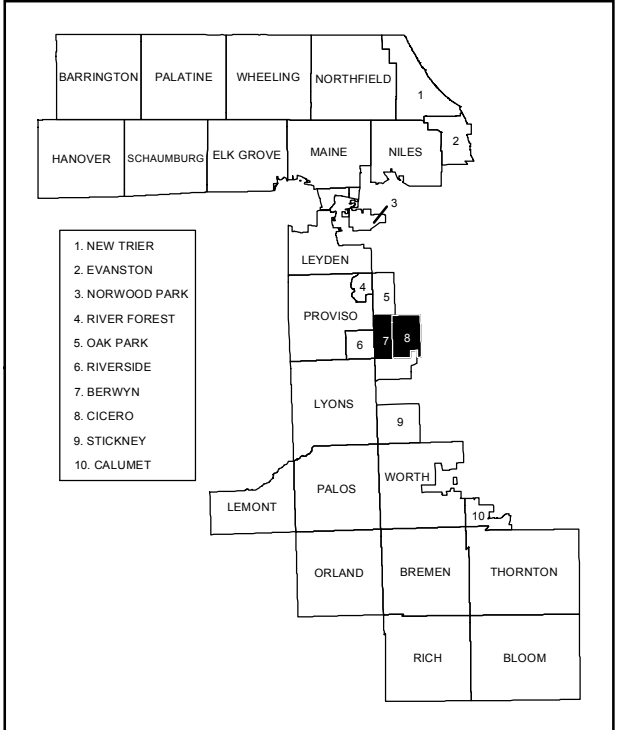 BARRINGTON PALATINE WHEELING NORTHFIELD
1
2
HANOVER SCHAUMBURG ELK GROVE MAINE NILES
3
1. NEW TRIER
2. EVANSTON
3. NORWOOD PARK
4. RIVER FOREST
5. OAK PARK
6. RIVERSIDE
7. BERWYN
8. CICERO
9. STICKNEY
10. CALUMET
LEYDEN
4
5
PROVISO
6
7
8
LYONS
9
WORTH
PALOS
LEMONT
10
ORLAND BREMEN THORNTON
RICH BLOOM